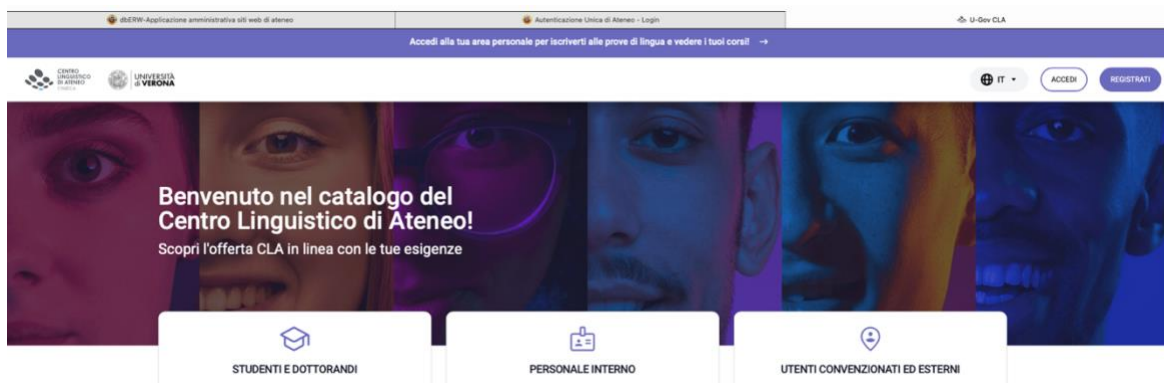 dbERW-Applicazione amministrativa siti web di ateneo
Autenticazione Unica di Ateneo - Login
U-Gov CLA
Accedi alla tua area personale per iscriverti alle prove di lingua e vedere i tuoi corsi! →
CENTRO
LINGUISTICO
DI ATENEO
UNIVERSITÀ
di VERONA
IT
ACCEDI
REGISTRATI
Benvenuto nel catalogo del
Centro Linguistico di Ateneo!
Scopri l'offerta CLA in linea con le tue esigenze
STUDENTI E DOTTORANDI
PERSONALE INTERNO
UTENTI CONVENZIONATI ED ESTERNI